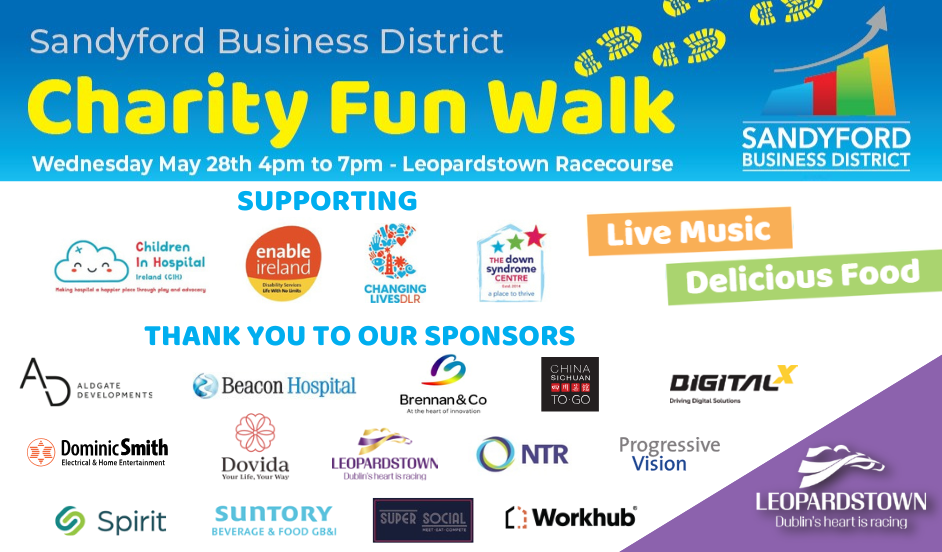 Sandyford Business District
Charity Fun Walk
Wednesday May 28th 4pm to 7pm - Leopardstown Racecourse
SANDYFORD
BUSINESS DISTRICT
SUPPORTING
Children
In Hospital
Ireland (CIH)
Making hospital a happier place through play and advocacy.
enable
ireland
Disability Services
Life With No Limits
CHANGING
LIVESDLR
THE down
syndrome
CENTRE
Est 2014
a place to thrive
Live Music
Delicious Food
THANK YOU TO OUR SPONSORS
AD ALDGATE
DEVELOPMENTS
Beacon Hospital
Brennan & Co
At the heart of innovation
CHINA
SICHUAN
TO·GO
DiGiTALX
Driving Digital Solutions
Dominic Smith
Electrical & Home Entertainment
Dovida
Your Life, Your Way
LEOPARDSTOWN
Dublin's heart is racing
NTR
Progressive
Vision
Spirit
SUNTORY
BEVERAGE & FOOD GB&I
SUPER SOCIAL
MEET·EAT·COMPETE
Workhub®
LEOPARDSTOWN
Dublin's heart is racing